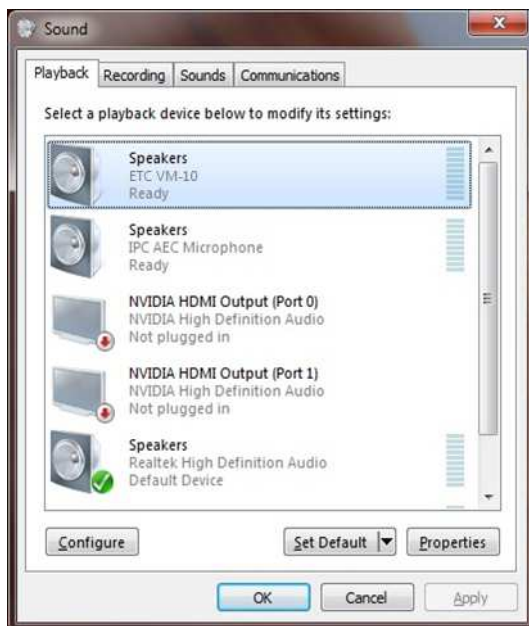 Sound
Playback Recording Sounds Communications
Select a playback device below to modify its settings:
Speakers
ETC VM-10
Ready
Speakers
IPC AEC Microphone
Ready
NVIDIA HDMI Output (Port 0)
NVIDIA High Definition Audio
Not plugged in
NVIDIA HDMI Output (Port 1)
NVIDIA High Definition Audio
Not plugged in
Speakers
Realtek High Definition Audio
Default Device
Configure Set Default Properties
OK Cancel Apply